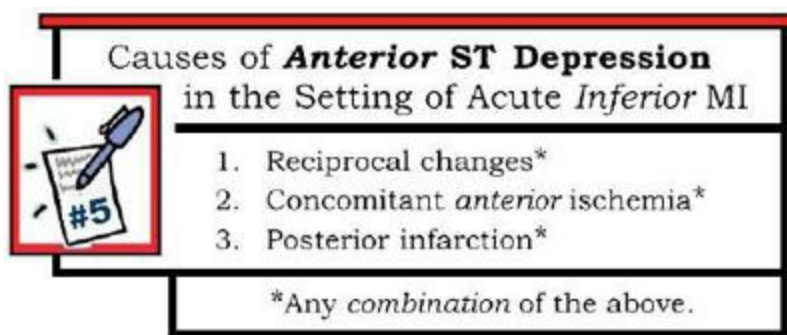 Causes of Anterior ST Depression
in the Setting of Acute Inferior MI
#5
1. Reciprocal changes*
2. Concomitant anterior ischemia*
3. Posterior infarction*
*Any combination of the above.